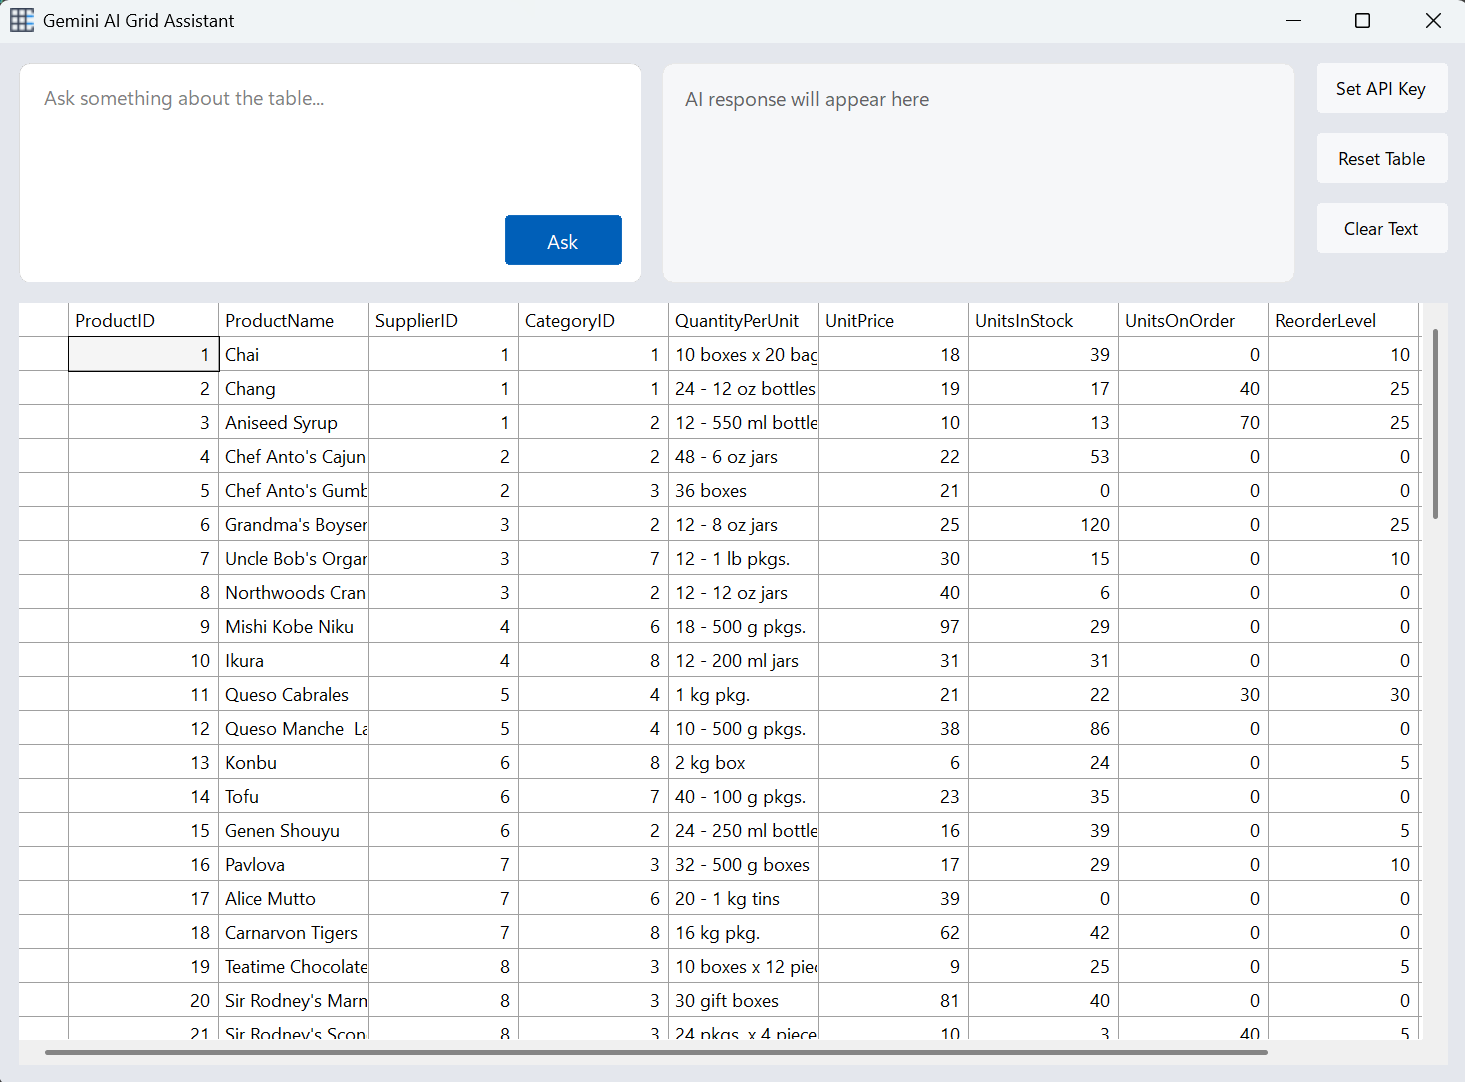 Gemini AI Grid Assistant
Ask something about the table...
Ask
AI response will appear here
Set API Key
Reset Table
Clear Text
ProductID ProductName SupplierID CategoryID QuantityPerUnit UnitPrice UnitsInStock UnitsOnOrder ReorderLevel
1 Chai 1 1 10 boxes x 20 bag 18 39 0 10
2 Chang 1 1 24 - 12 oz bottles 19 17 40 25
3 Aniseed Syrup 1 2 12 - 550 ml bottle 10 13 70 25
4 Chef Anto's Cajun 2 2 48 - 6 oz jars 22 53 0 0
5 Chef Anto's Gumb 2 3 36 boxes 21 0 0 0
6 Grandma's Boysen 3 2 12 - 8 oz jars 25 120 0 25
7 Uncle Bob's Organ 3 7 12 - 1 lb pkgs. 30 15 0 10
8 Northwoods Cran 3 2 12 - 12 oz jars 40 6 0 0
9 Mishi Kobe Niku 4 6 18 - 500 g pkgs. 97 29 0 0
10 Ikura 4 8 12 - 200 ml jars 31 31 0 0
11 Queso Cabrales 5 4 1 kg pkg. 21 22 30 30
12 Queso Manche La 5 4 10 - 500 g pkgs. 38 86 0 0
13 Konbu 6 8 2 kg box 6 24 0 5
14 Tofu 6 7 40 - 100 g pkgs. 23 35 0 0
15 Genen Shouyu 6 2 24 - 250 ml bottle 16 39 0 5
16 Pavlova 7 3 32 - 500 g boxes 17 29 0 10
17 Alice Mutto 7 6 20 - 1 kg tins 39 0 0 0
18 Carnarvon Tigers 7 8 16 kg pkg. 62 42 0 0
19 Teatime Chocolate 8 3 10 boxes x 12 piec 9 25 0 5
20 Sir Rodney's Marn 8 3 30 gift boxes 81 40 0 0
21 Sir Rodney's Scon 8 3 24 pkgs. x 4 piece 10 3 40 5